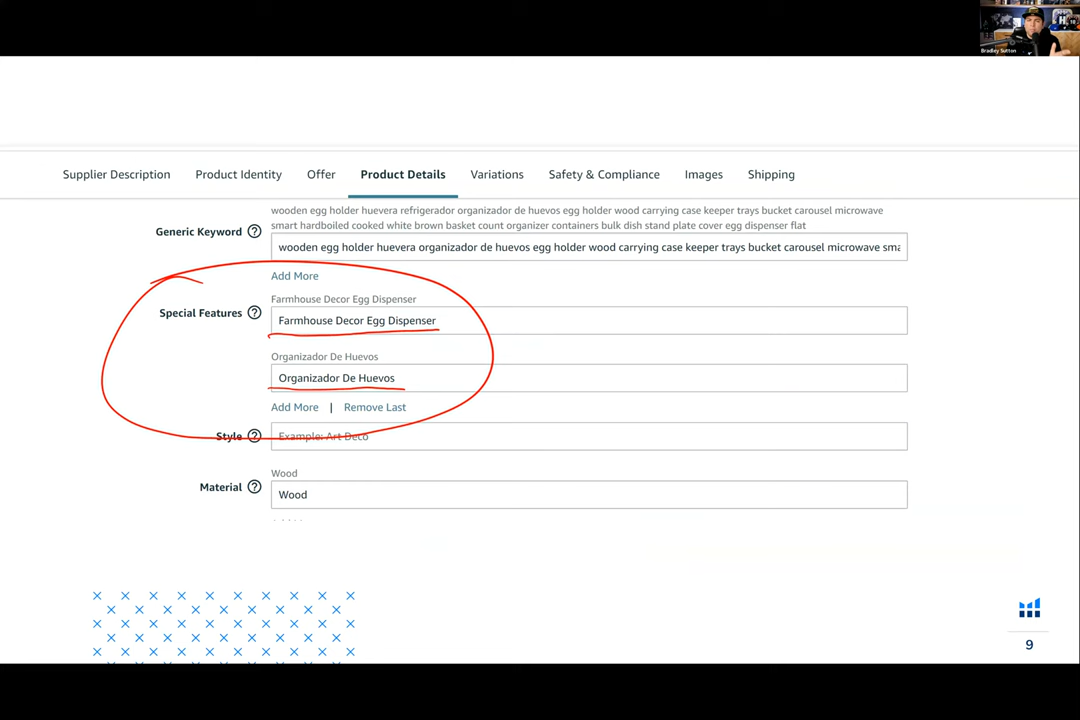 Bradley Sutton
Supplier Description Product Identity Offer Product Details Variations Safety & Compliance Images Shipping
wooden egg holder huevera refrigerador organizador de huevos egg holder wood carrying case keeper trays bucket carousel microwave
smart hardboiled cooked white brown basket count organizer containers bulk dish stand plate cover egg dispenser flat
Generic Keyword ?
wooden egg holder huevera organizador de huevos egg holder wood carrying case keeper trays bucket carousel microwave sma
Add More
Farmhouse Decor Egg Dispenser
Special Features ?
Farmhouse Decor Egg Dispenser
Organizador De Huevos
Organizador De Huevos
Add More | Remove Last
Style ? Example: Art Deco
Wood
Material ?
Wood
9